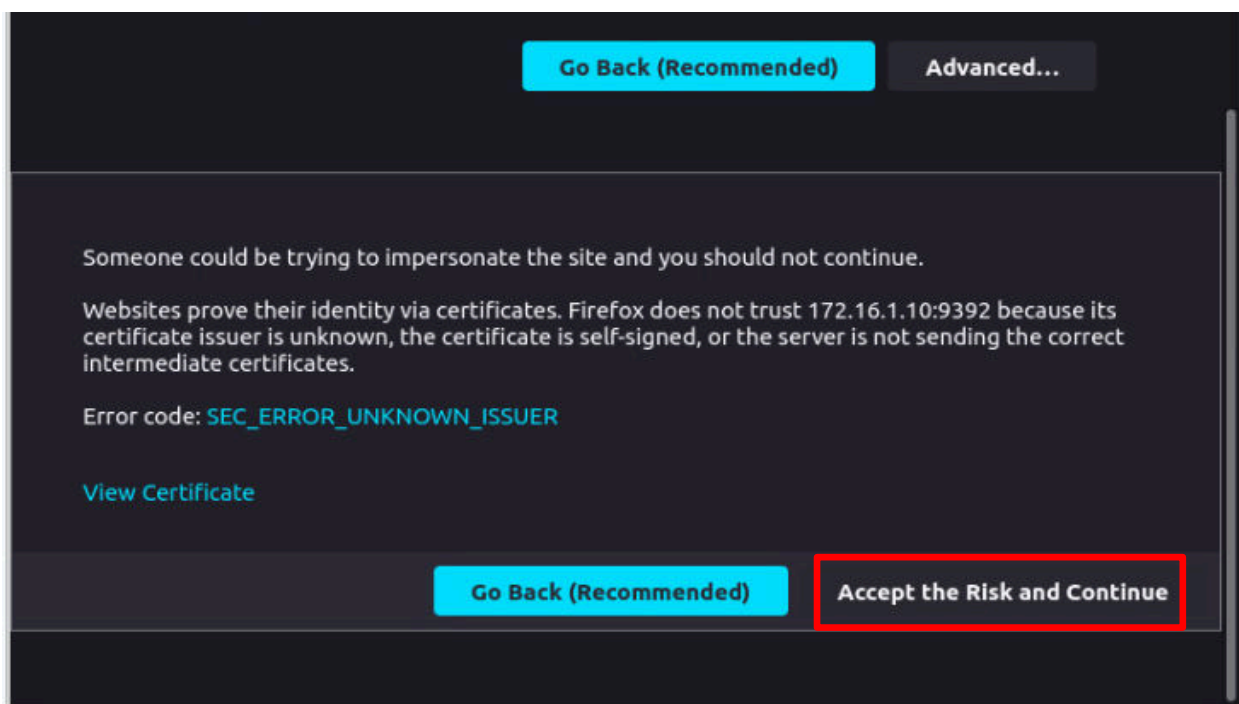 Go Back (Recommended)
Advanced...
Someone could be trying to impersonate the site and you should not continue.
Websites prove their identity via certificates. Firefox does not trust 172.16.1.10:9392 because its
certificate issuer is unknown, the certificate is self-signed, or the server is not sending the correct
intermediate certificates.
Error code: SEC_ERROR_UNKNOWN_ISSUER
View Certificate
Go Back (Recommended)
Accept the Risk and Continue